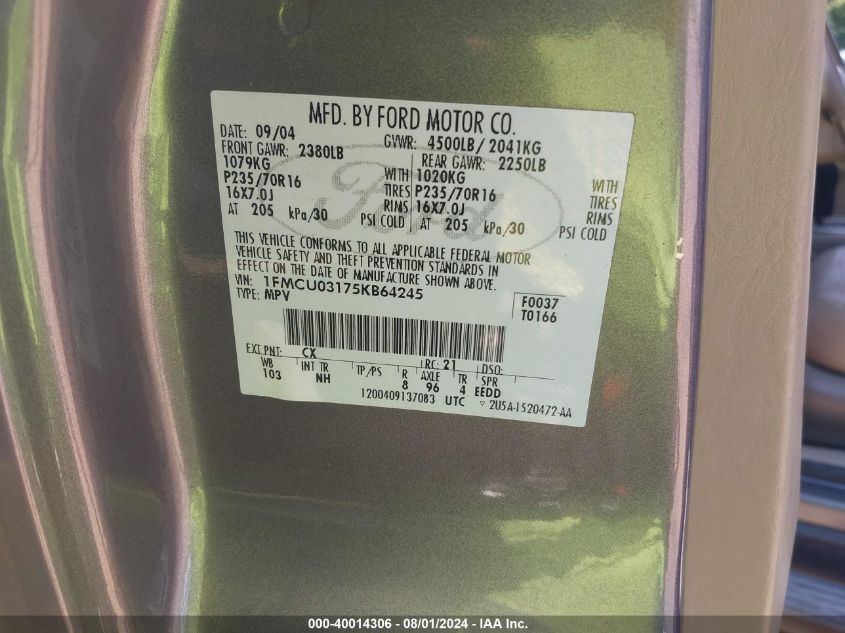 MFD. BY FORD MOTOR CO.
DATE: 09/04 GVWR: 4500LB/ 2041KG
FRONT GAWR: 2380LB REAR GAWR: 2250LB
1079KG WITH 1020KG WITH
P235/70R16 TIRES P235/70R16 TIRES
16X7.0J RIMS 16X7.0J RIMS
AT 205 kPa/30 PSI COLD AT 205 kPa/30 PSI COLD
Ford
THIS VEHICLE CONFORMS TO ALL APPLICABLE FEDERAL MOTOR
VEHICLE SAFETY AND THEFT PREVENTION STANDARDS IN
EFFECT ON THE DATE OF MANUFACTURE SHOWN ABOVE.
VIN: 1FMCU03175KB64245 F0037
TYPE: MPV T0166
EXT PNT: CX RC: 21 DSO:
WB INT TR TP/PS R AXLE TR SPR
103 NH 8 96 4 EEDD
1200409137083 UTC ▿ 2U5A-1520472-AA
000-40014306 - 08/01/2024 - IAA Inc.